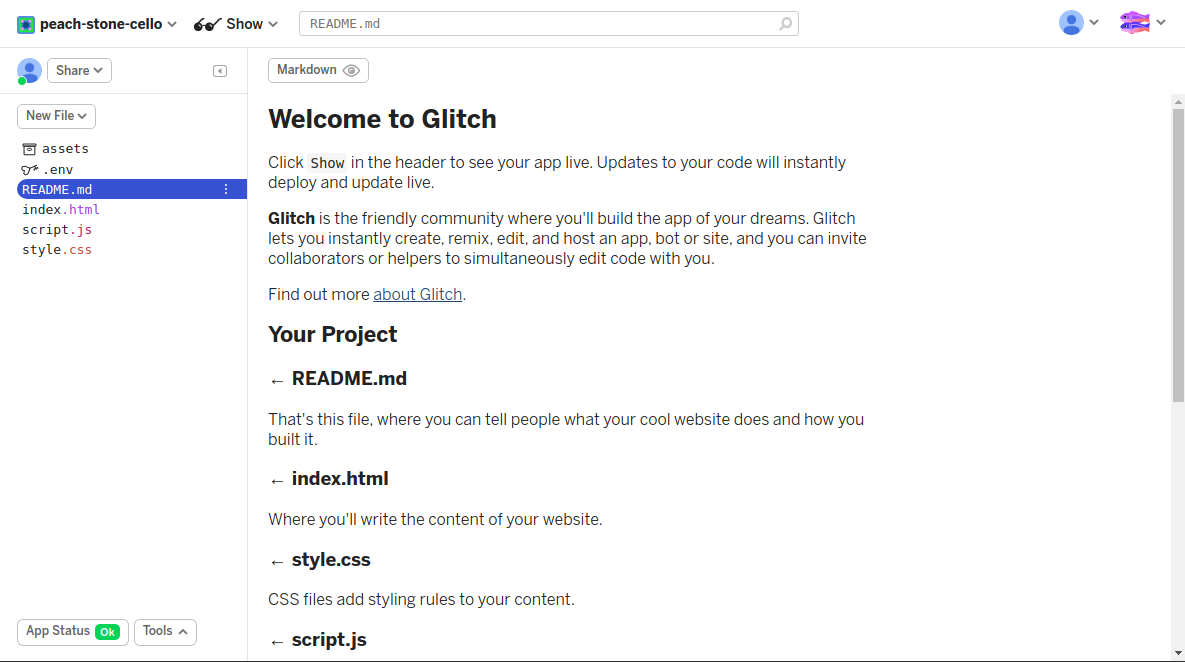 peach-stone-cello Show README.md
Share
Markdown
New File
assets
.env
README.md
index.html
script.js
style.css
Welcome to Glitch
Click Show in the header to see your app live. Updates to your code will instantly
deploy and update live.
Glitch is the friendly community where you'll build the app of your dreams. Glitch
lets you instantly create, remix, edit, and host an app, bot or site, and you can invite
collaborators or helpers to simultaneously edit code with you.
Find out more about Glitch.
Your Project
← README.md
That's this file, where you can tell people what your cool website does and how you
built it.
← index.html
Where you'll write the content of your website.
← style.css
CSS files add styling rules to your content.
← script.js
App Status Ok Tools